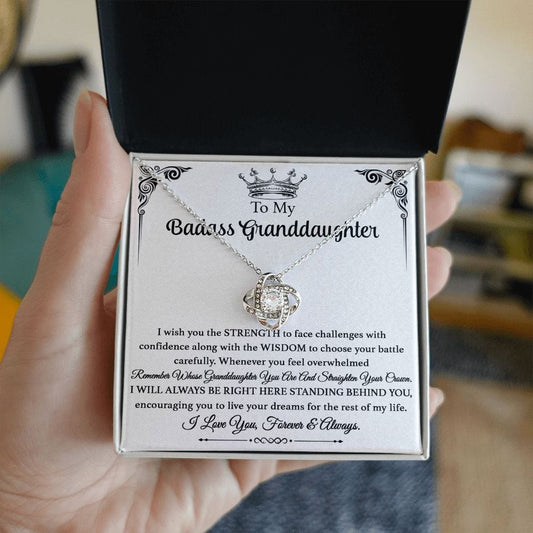 To My
Badass Granddaughter
I wish you the STRENGTH to face challenges with
confidence along with the WISDOM to choose your battle
carefully. Whenever you feel overwhelmed
Remember Whose Granddaughter You Are And Straighten Your Crown.
I WILL ALWAYS BE RIGHT HERE STANDING BEHIND YOU,
encouraging you to live your dreams for the rest of my life.
I Love You, Forever & Always.